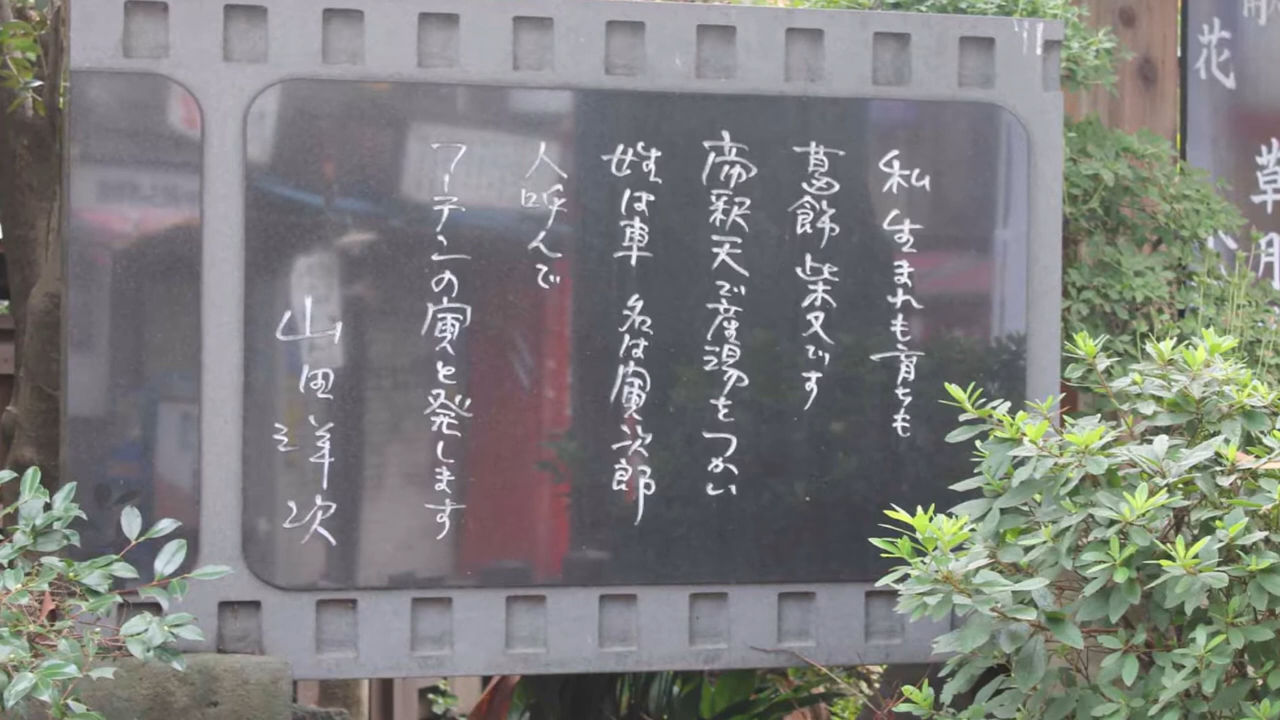 私 生まれも育ちも
葛飾柴又です
帝釈天で産湯をつかい
姓は車 名は寅次郎
人呼んで
フーテンの寅と発します
山田洋次
花
草